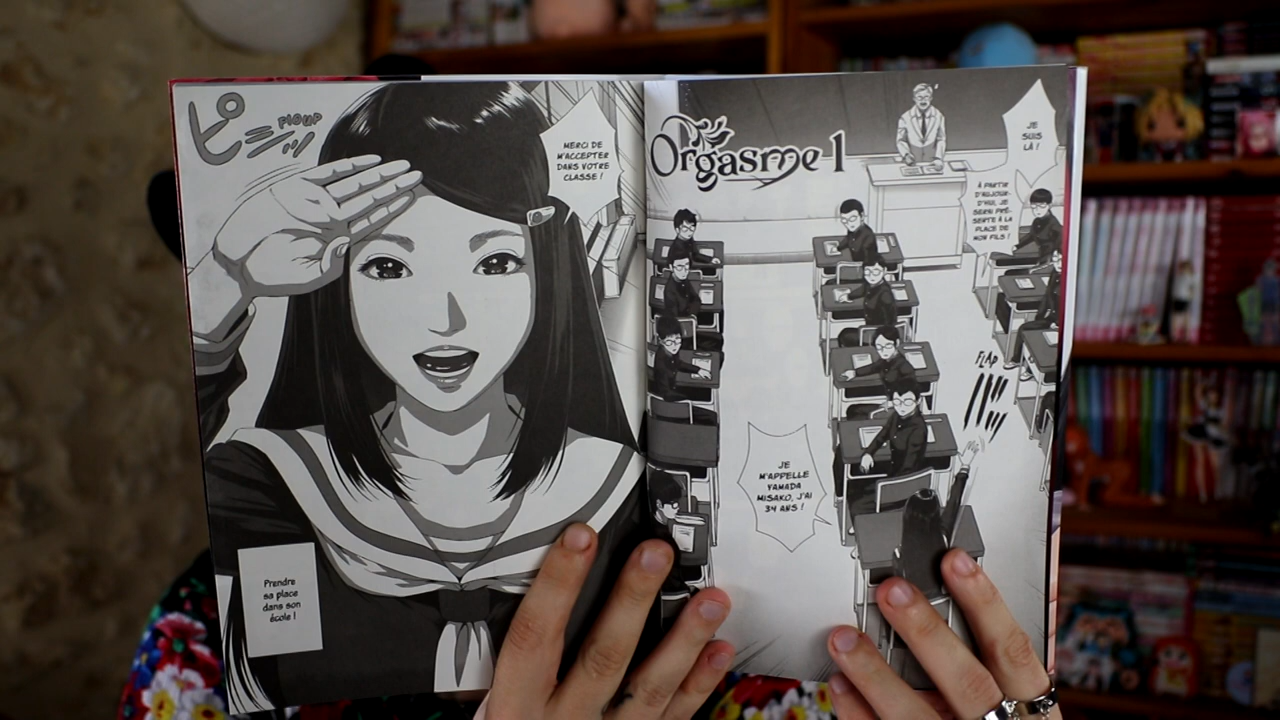 ピシッ
FLOUP
MERCI DE
M'ACCEPTER
DANS VOTRE
CLASSE !
Prendre
sa place
dans son
école !
Orgasme 1
JE
SUIS
LÀ !
À PARTIR
D'AUJOUR-
D'HUI, JE
SERAI PRÉ-
SENTE À LA
PLACE DE
MON FILS !
FLAP
JE
M'APPELLE
YAMADA
MISAKO, J'AI
34 ANS !